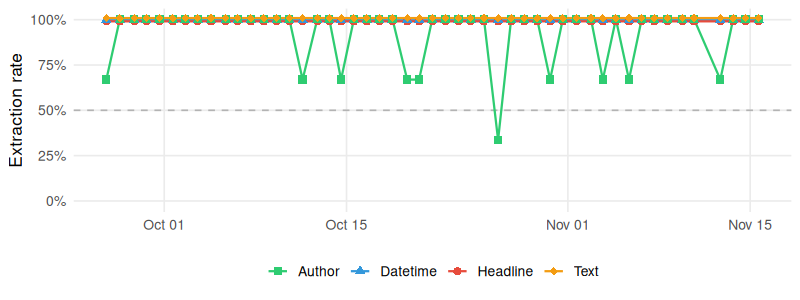 Extraction rate
100%
75%
50%
25%
0%
Oct 01 Oct 15 Nov 01 Nov 15
Author Datetime Headline Text